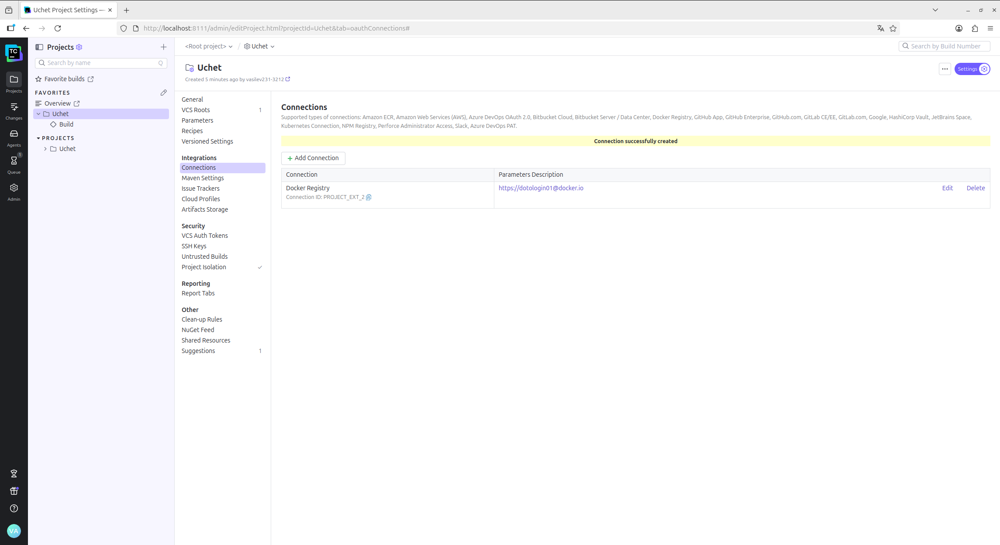 Uchet Project Settings —
http://localhost:8111/admin/editProject.html?projectId=Uchet&tab=oauthConnections#
TC
Projects
Changes
Agents
1
Queue
Admin
VA
Projects
Search by name
Q
Favorite builds
FAVORITES
Overview
Uchet
Build
PROJECTS
Uchet
<Root project> / Uchet
Search by Build Number
Uchet
Created 5 minutes ago by vasilev231-3212
Settings
General
VCS Roots 1
Parameters
Recipes
Versioned Settings
Integrations
Connections
Maven Settings
Issue Trackers
Cloud Profiles
Artifacts Storage
Security
VCS Auth Tokens
SSH Keys
Untrusted Builds
Project Isolation
Reporting
Report Tabs
Other
Clean-up Rules
NuGet Feed
Shared Resources
Suggestions 1
Connections
Supported types of connections: Amazon ECR, Amazon Web Services (AWS), Azure DevOps OAuth 2.0, Bitbucket Cloud, Bitbucket Server / Data Center, Docker Registry, GitHub App, GitHub Enterprise, GitHub.com, GitLab CE/EE, GitLab.com, Google, HashiCorp Vault, JetBrains Space,
Kubernetes Connection, NPM Registry, Perforce Administrator Access, Slack, Azure DevOps PAT.
Connection successfully created
+ Add Connection
Connection Parameters Description
Docker Registry https://dotologin01@docker.io Edit Delete
Connection ID: PROJECT_EXT_2